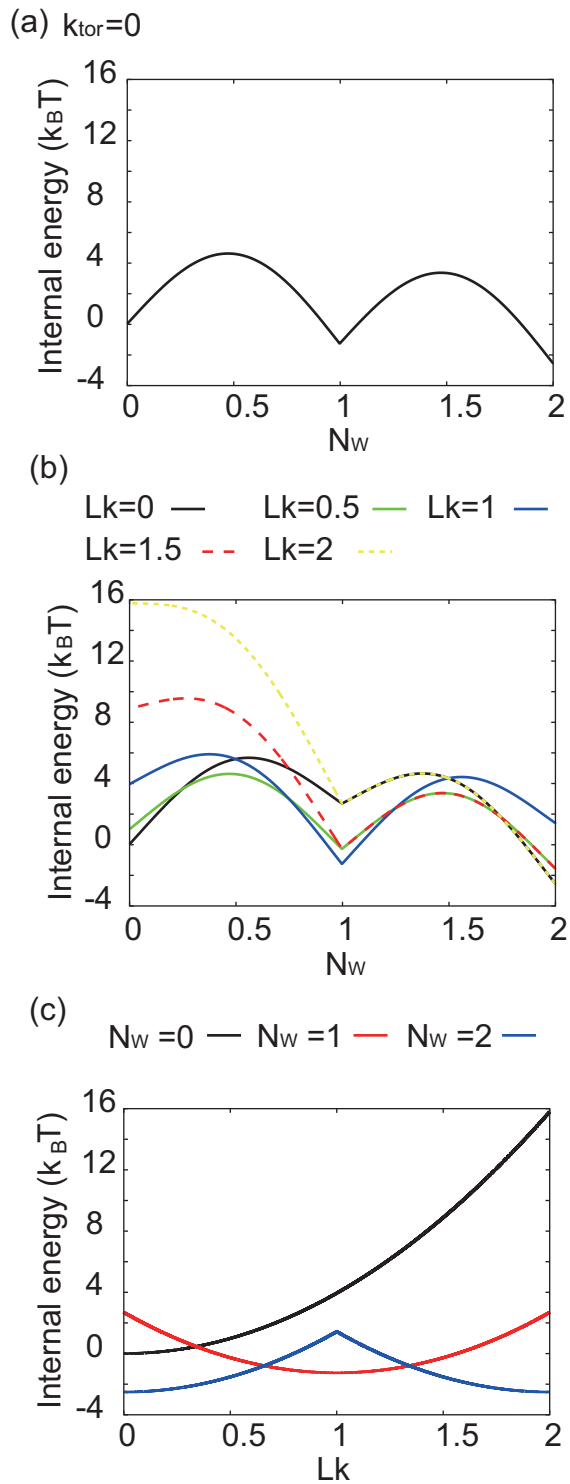 (a) ktor=0
16
12
8
4
0
-4
Internal energy (kBT)
0 0.5 1 1.5 2
Nw
(b)
Lk=0 Lk=0.5 Lk=1
Lk=1.5 Lk=2
16
12
8
4
0
-4
Internal energy (kBT)
0 0.5 1 1.5 2
Nw
(c)
Nw =0 Nw =1 Nw =2
16
12
8
4
0
-4
Internal energy (kBT)
0 0.5 1 1.5 2
Lk